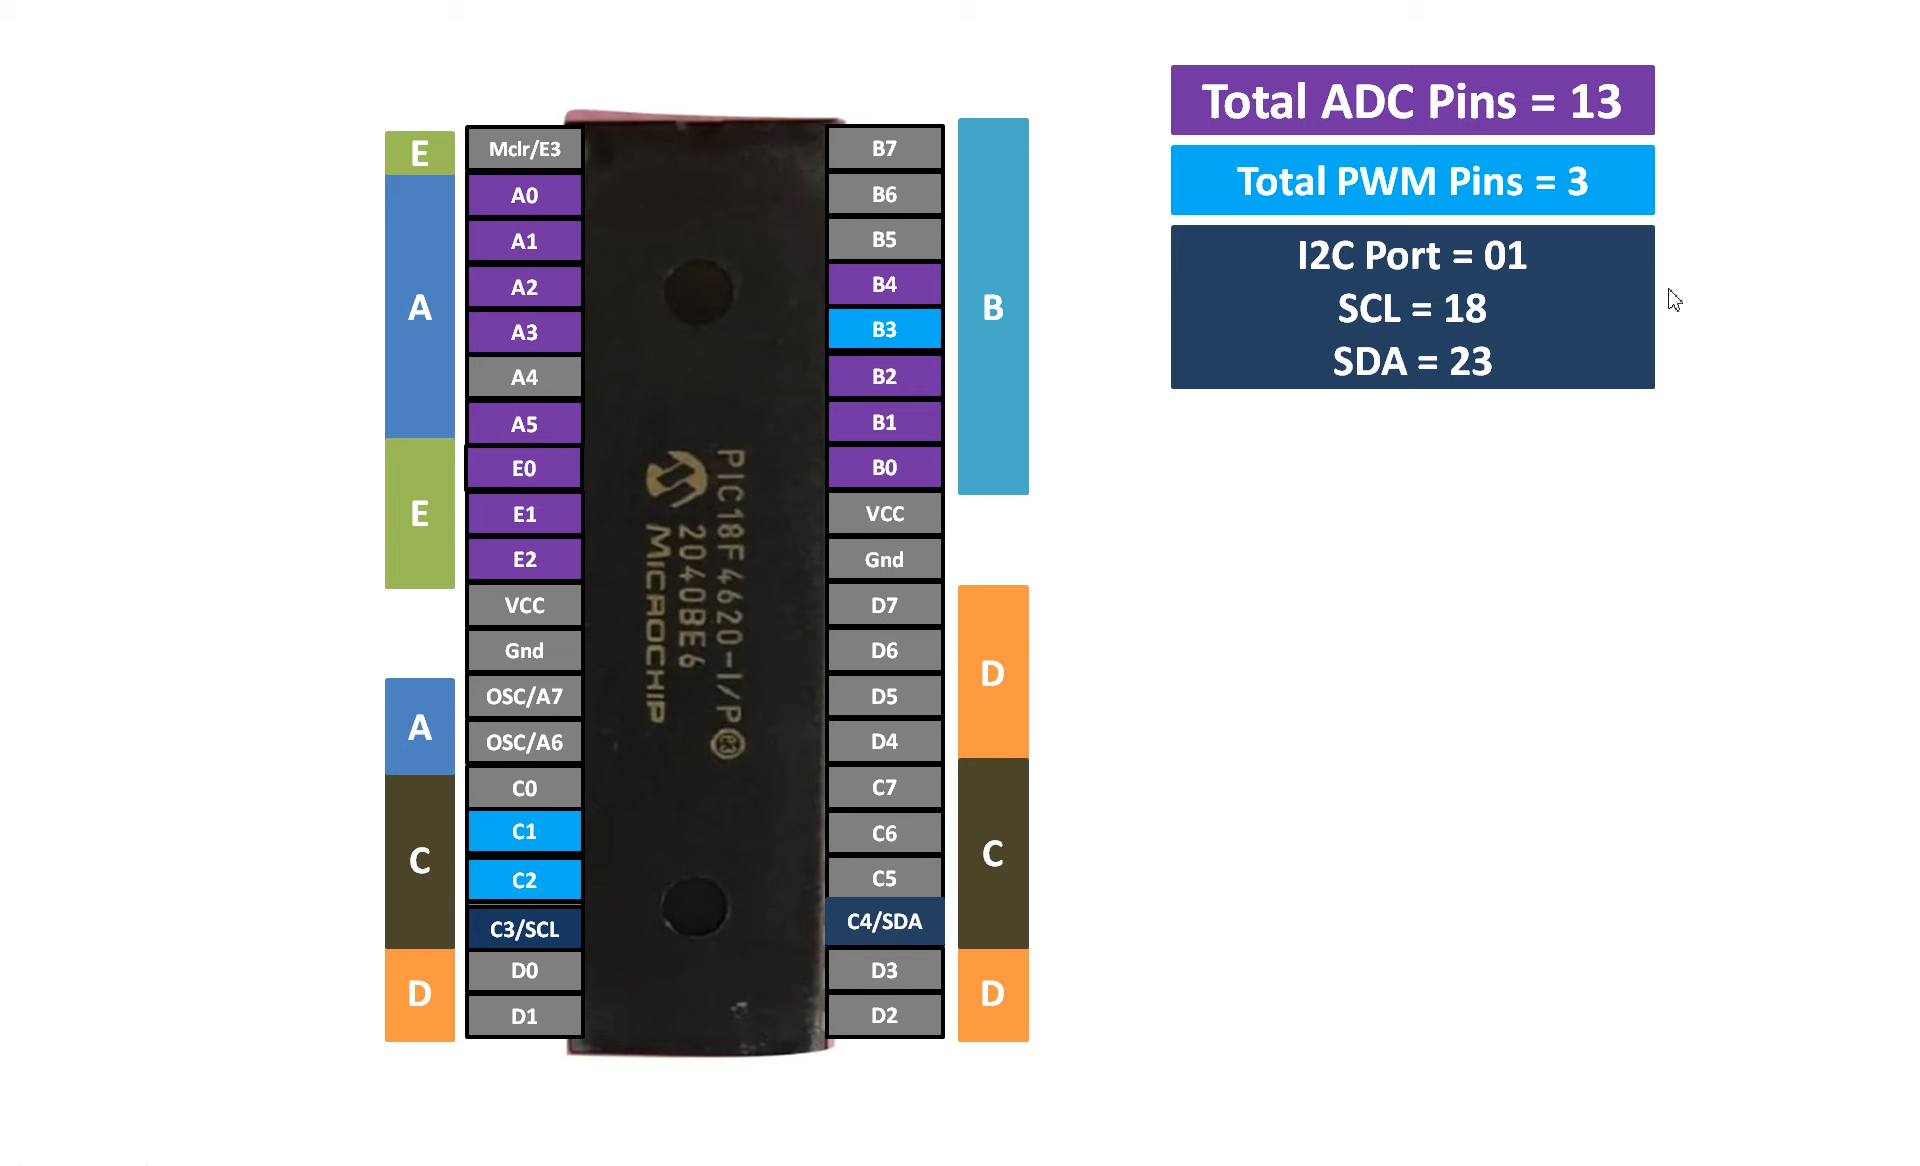 Total ADC Pins = 13
Total PWM Pins = 3
I2C Port = 01
SCL = 18
SDA = 23
E
A
E
A
C
D
Mclr/E3
A0
A1
A2
A3
A4
A5
E0
E1
E2
VCC
Gnd
OSC/A7
OSC/A6
C0
C1
C2
C3/SCL
D0
D1
PIC18F4620-I/P e3
2040BE6
MICROCHIP
B7
B6
B5
B4
B3
B2
B1
B0
VCC
Gnd
D7
D6
D5
D4
C7
C6
C5
C4/SDA
D3
D2
B
D
C
D